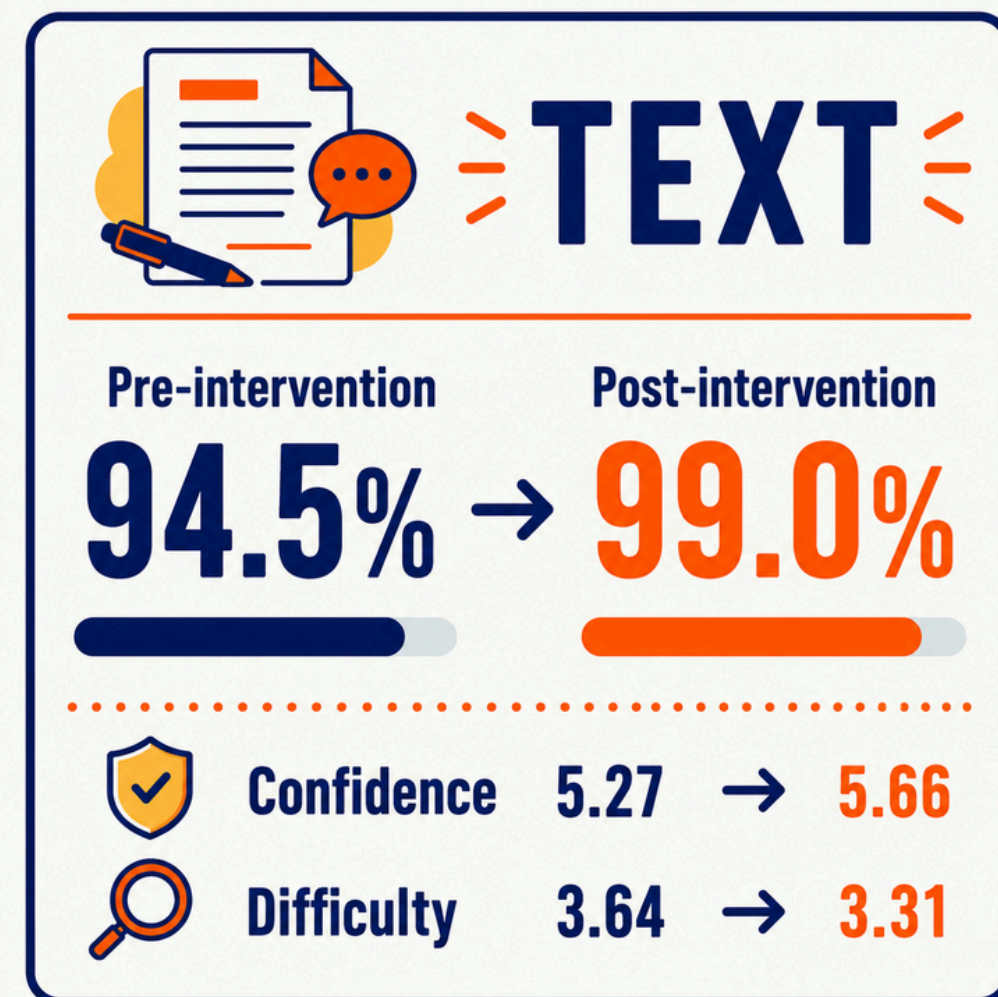 TEXT
Pre-intervention Post-intervention
94.5% → 99.0%
Confidence 5.27 → 5.66
Difficulty 3.64 → 3.31